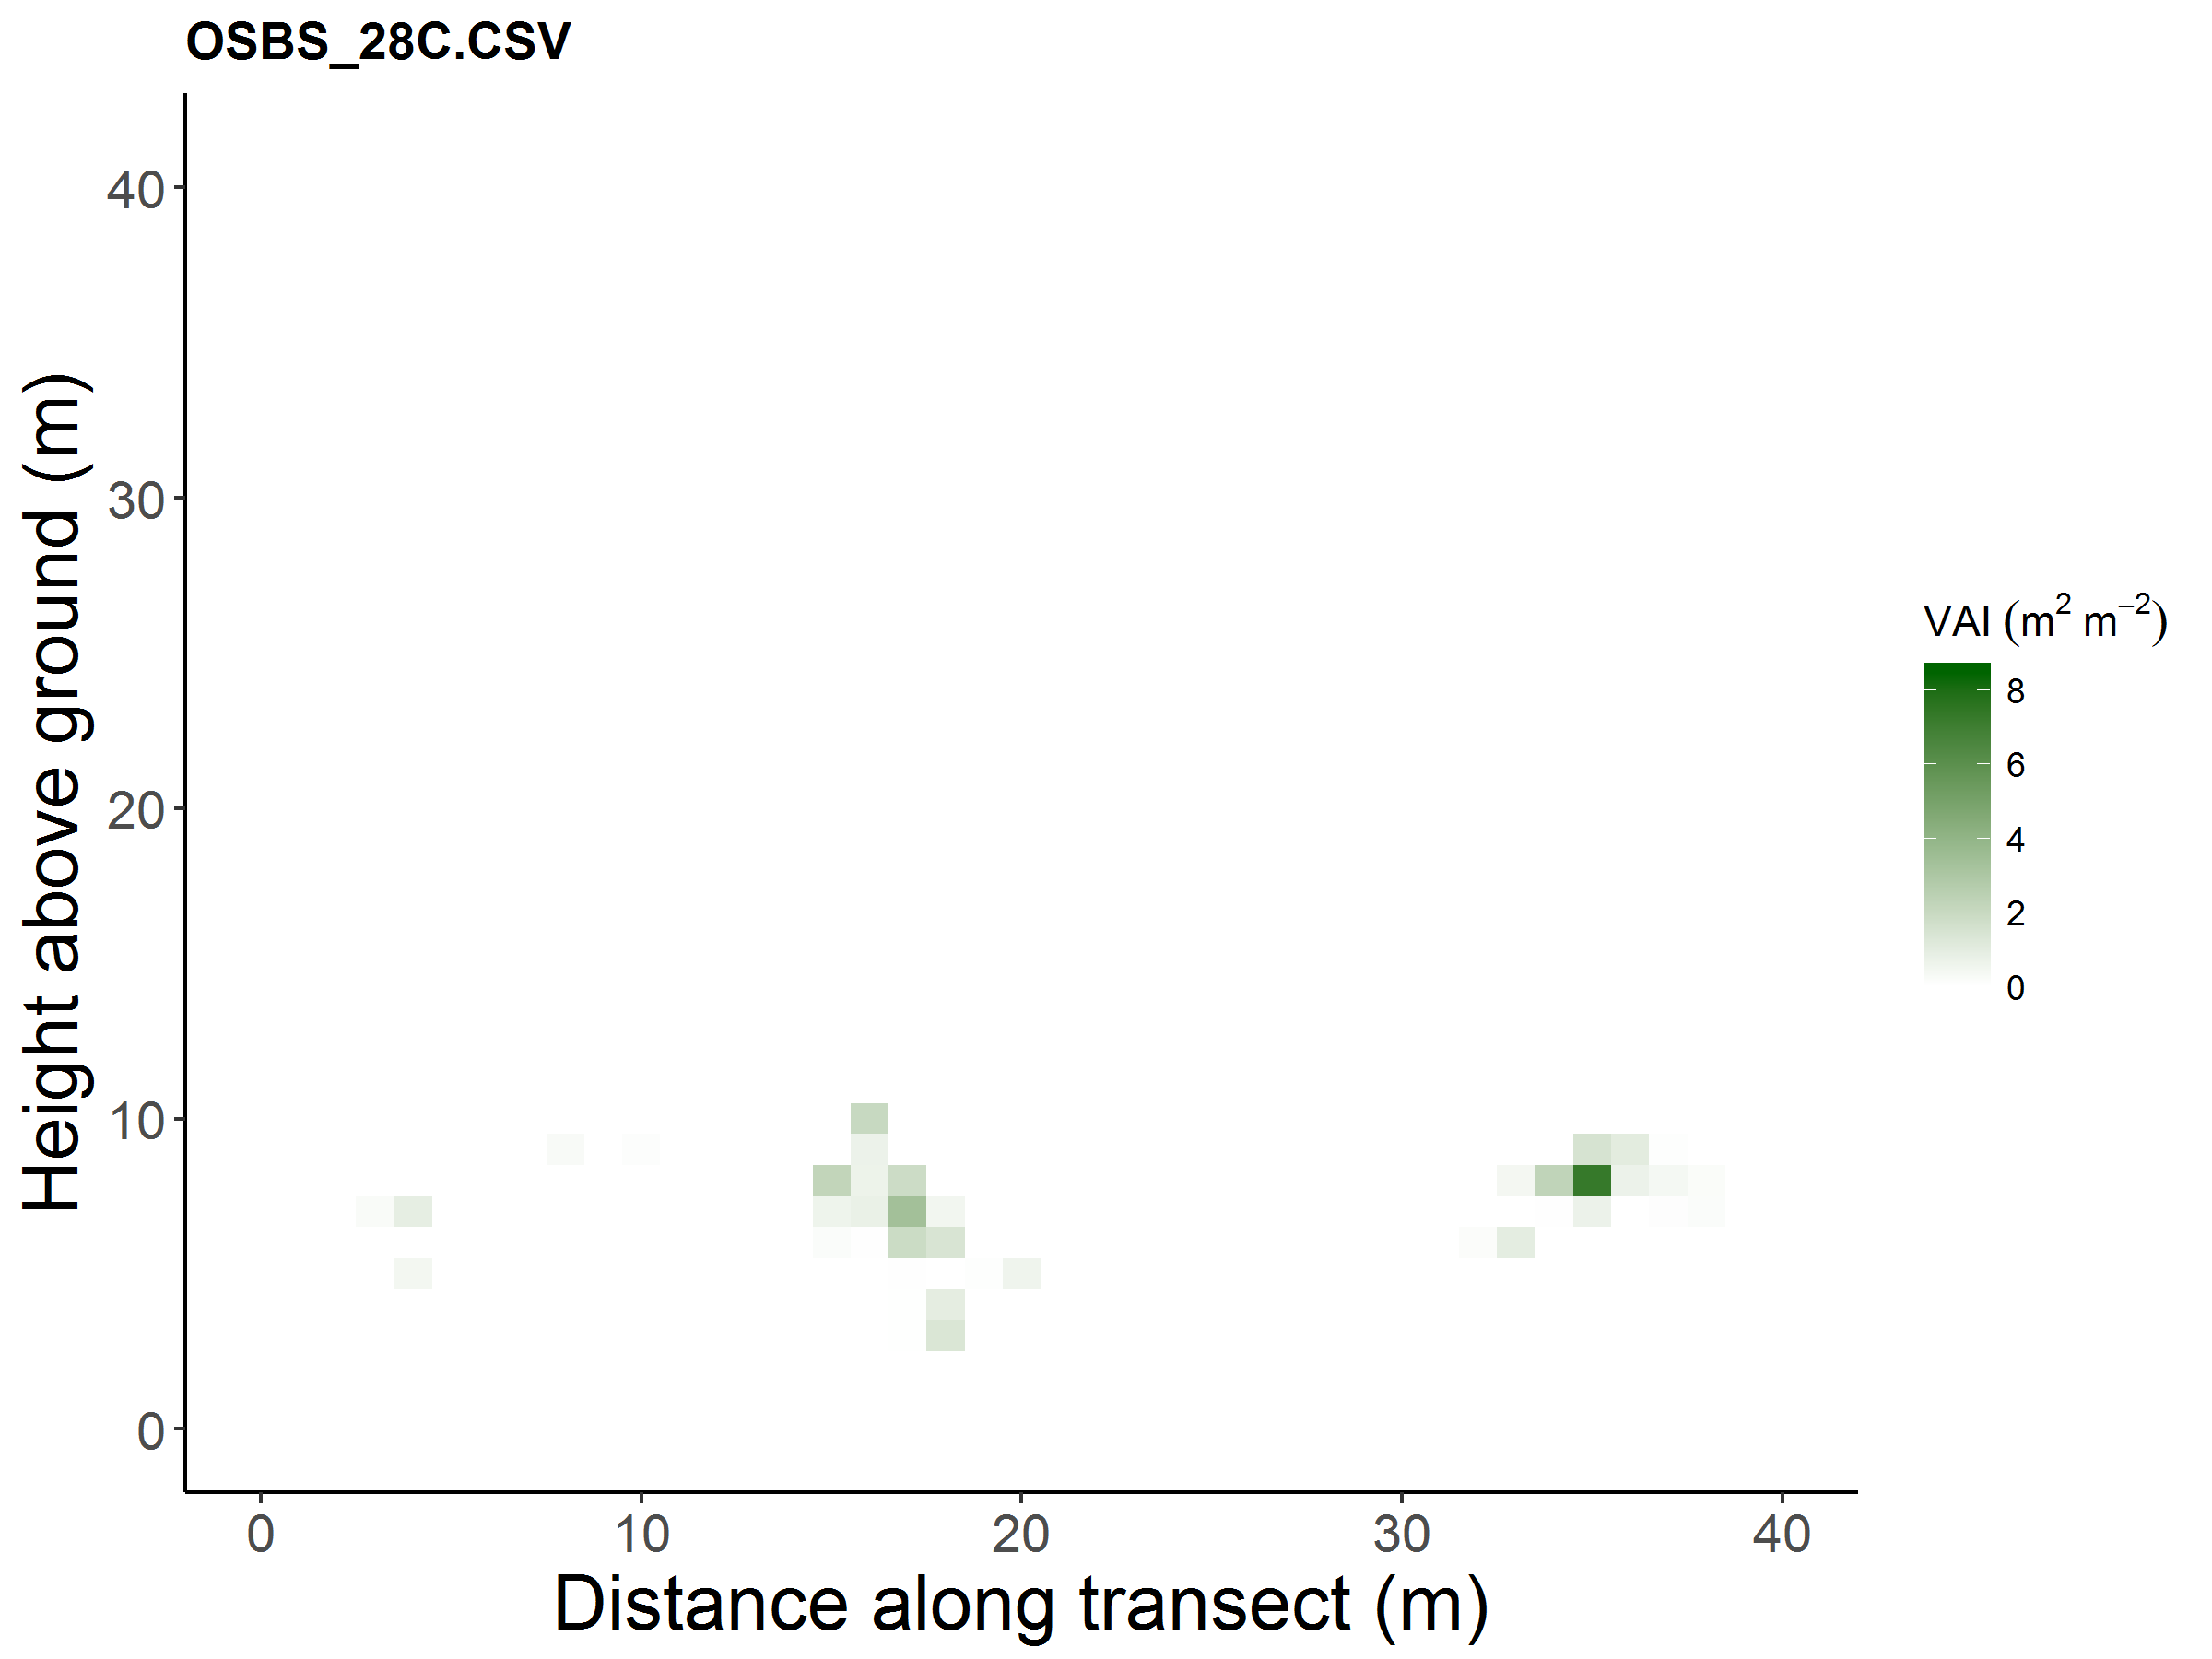 OSBS_28C.CSV
Height above ground (m)
40
30
20
10
0
0 10 20 30 40
Distance along transect (m)
VAI (m² m⁻²)
8
6
4
2
0